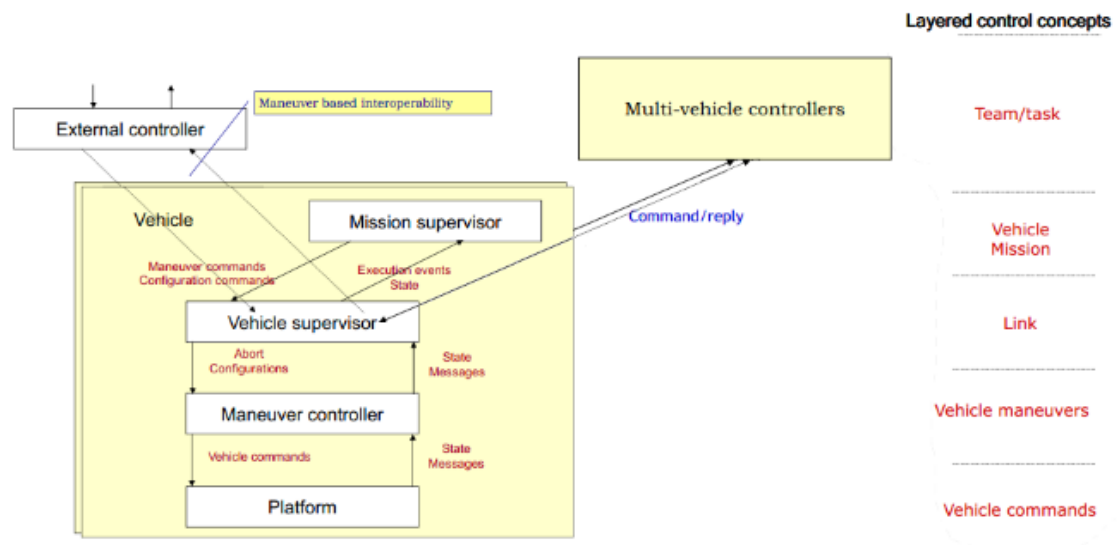 Layered control concepts
Maneuver based interoperability
External controller
Multi-vehicle controllers
Team/task
Vehicle
Mission supervisor
Command/reply
Vehicle
Mission
Maneuver commands
Configuration commands
Execution events
State
Vehicle supervisor
Link
Abort
Configurations
State
Messages
Maneuver controller
Vehicle maneuvers
Vehicle commands
State
Messages
Platform
Vehicle commands